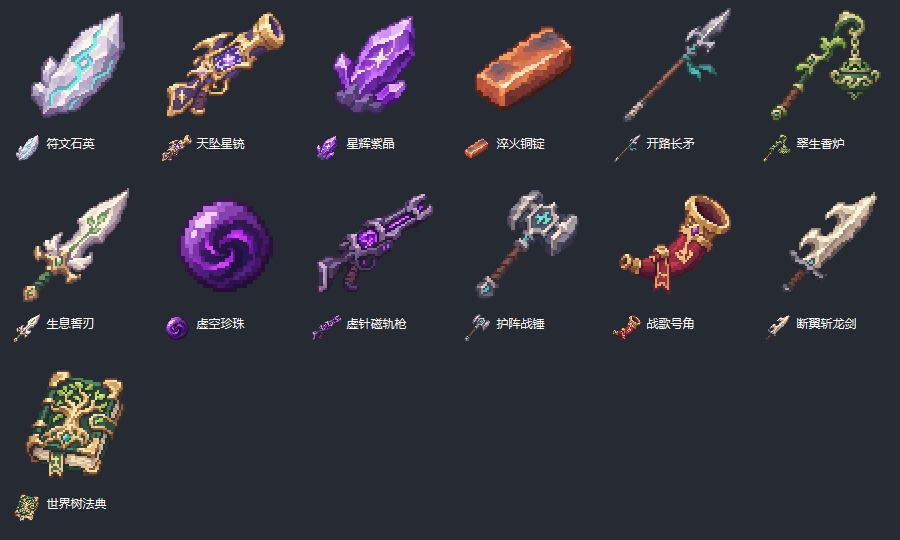 符文石英
天坠星铳
星辉紫晶
淬火铜锭
开路长矛
翠生香炉
生息誓刃
虚空珍珠
虚针磁轨枪
护阵战锤
战歌号角
断翼斩龙剑
世界树法典